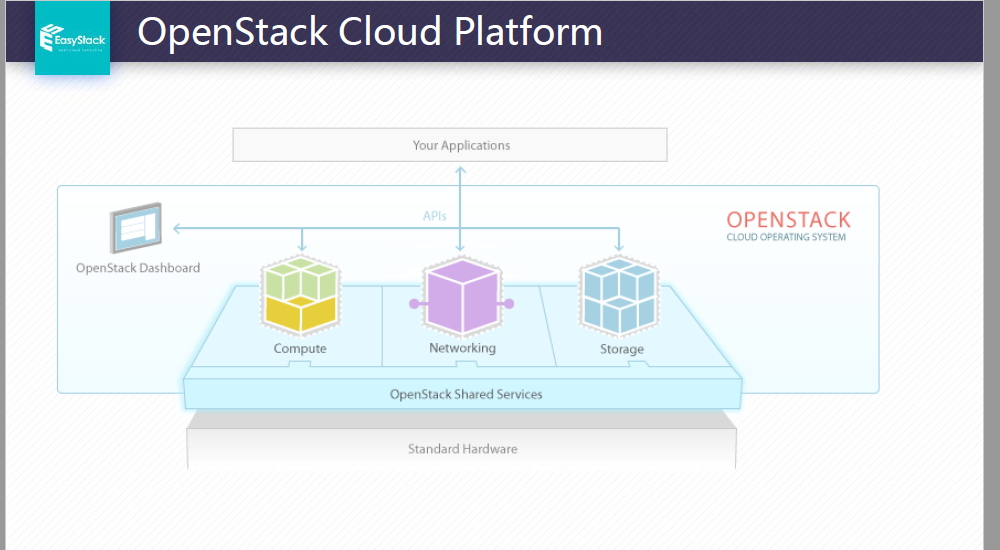 EasyStack
OpenStack Cloud Platform
Your Applications
APIs
OPENSTACK
CLOUD OPERATING SYSTEM
OpenStack Dashboard
Compute
Networking
Storage
OpenStack Shared Services
Standard Hardware